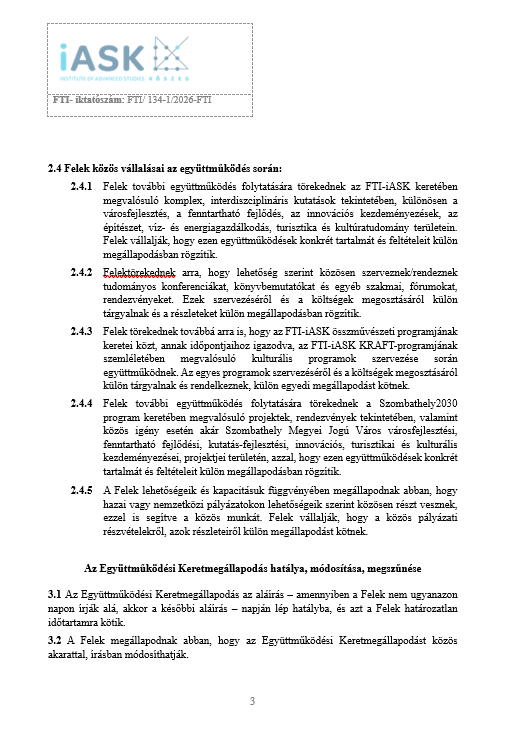 iASK
INSTITUTE OF ADVANCED STUDIES KŐSZEG
FTI- iktatószám: FTI/ 134-1/2026-FTI
2.4 Felek közös vállalásai az együttműködés során:
2.4.1 Felek további együttműködés folytatására törekednek az FTI-iASK keretében
megvalósuló komplex, interdiszciplináris kutatások tekintetében, különösen a
városfejlesztés, a fenntartható fejlődés, az innovációs kezdeményezések, az
építészet, víz- és energiagazdálkodás, turisztika és kultúratudomány területein.
Felek vállalják, hogy ezen együttműködések konkrét tartalmát és feltételeit külön
megállapodásban rögzítik.
2.4.2 Felektörekednek arra, hogy lehetőség szerint közösen szerveznek/rendeznek
tudományos konferenciákat, könyvbemutatókat és egyéb szakmai, fórumokat,
rendezvényeket. Ezek szervezéséről és a költségek megosztásáról külön
tárgyalnak és a részleteket külön megállapodásban rögzítik.
2.4.3 Felek törekednek továbbá arra is, hogy az FTI-iASK összművészeti programjának
keretei közt, annak időpontjaihoz igazodva, az FTI-iASK KRAFT-programjának
szemléletében megvalósuló kulturális programok szervezése során
együttműködnek. Az egyes programok szervezéséről és a költségek megosztásáról
külön tárgyalnak és rendelkeznek, külön egyedi megállapodást kötnek.
2.4.4 Felek további együttműködés folytatására törekednek a Szombathely2030
program keretében megvalósuló projektek, rendezvények tekintetében, valamint
közös igény esetén akár Szombathely Megyei Jogú Város városfejlesztési,
fenntartható fejlődési, kutatás-fejlesztési, innovációs, turisztikai és kulturális
kezdeményezései, projektjei területén, azzal, hogy ezen együttműködések konkrét
tartalmát és feltételeit külön megállapodásban rögzítik.
2.4.5 A Felek lehetőségeik és kapacitásuk függvényében megállapodnak abban, hogy
hazai vagy nemzetközi pályázatokon lehetőségeik szerint közösen részt vesznek,
ezzel is segítve a közös munkát. Felek vállalják, hogy a közös pályázati
részvételekről, azok részleteiről külön megállapodást kötnek.
Az Együttműködési Keretmegállapodás hatálya, módosítása, megszűnése
3.1 Az Együttműködési Keretmegállapodás az aláírás – amennyiben a Felek nem ugyanazon
napon írják alá, akkor a későbbi aláírás – napján lép hatályba, és azt a Felek határozatlan
időtartamra kötik.
3.2 A Felek megállapodnak abban, hogy az Együttműködési Keretmegállapodást közös
akarattal, írásban módosíthatják.
3